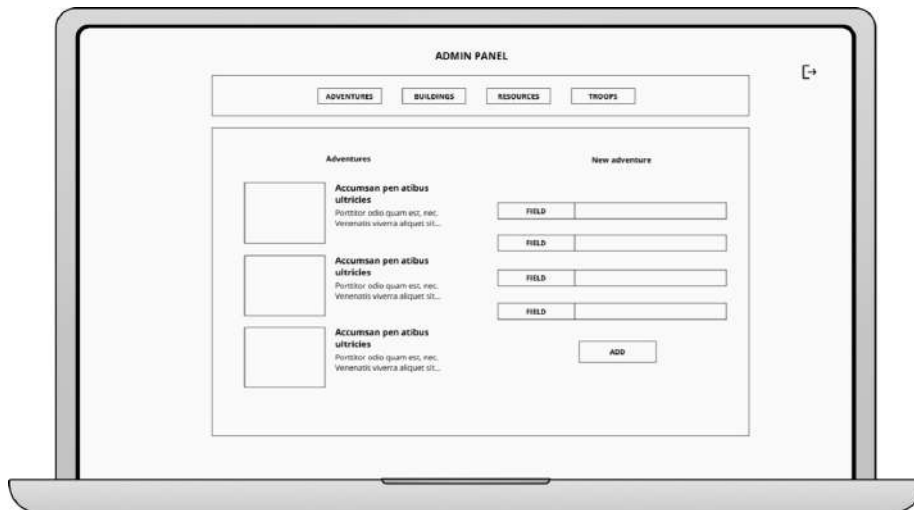 ADMIN PANEL
ADVENTURES
BUILDINGS
RESOURCES
TROOPS
Adventures
Accumsan pen atibus
ultricies
Porttitor odio quam est, nec.
Venenatis viverra aliquet sit...
Accumsan pen atibus
ultricies
Porttitor odio quam est, nec.
Venenatis viverra aliquet sit...
Accumsan pen atibus
ultricies
Porttitor odio quam est, nec.
Venenatis viverra aliquet sit...
New adventure
FIELD
FIELD
FIELD
FIELD
ADD